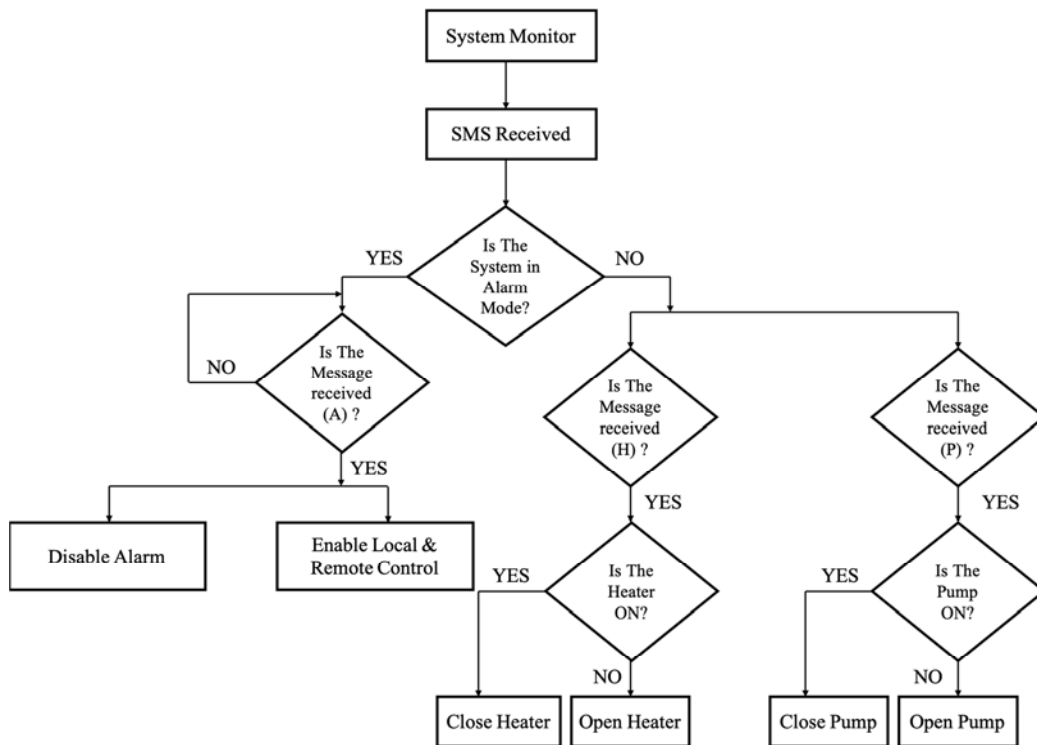 System Monitor
SMS Received
Is The
System in
Alarm
Mode?
YES
NO
Is The
Message
received
(A) ?
NO
YES
Disable Alarm
Enable Local &
Remote Control
Is The
Message
received
(H) ?
YES
Is The
Heater
ON?
YES
NO
Close Heater
Open Heater
Is The
Message
received
(P) ?
YES
Is The
Pump
ON?
YES
NO
Close Pump
Open Pump